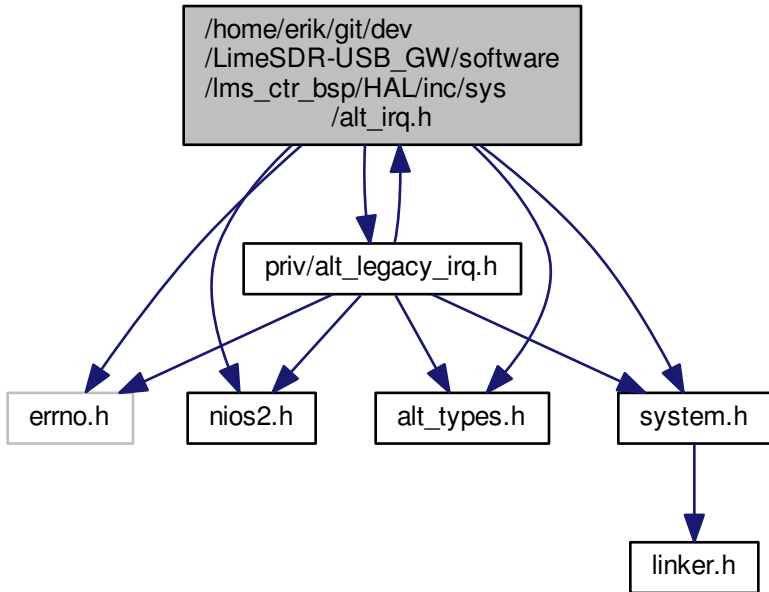 /home/erik/git/dev
/LimeSDR-USB_GW/software
/lms_ctr_bsp/HAL/inc/sys
/alt_irq.h
priv/alt_legacy_irq.h
errno.h
nios2.h
alt_types.h
system.h
linker.h